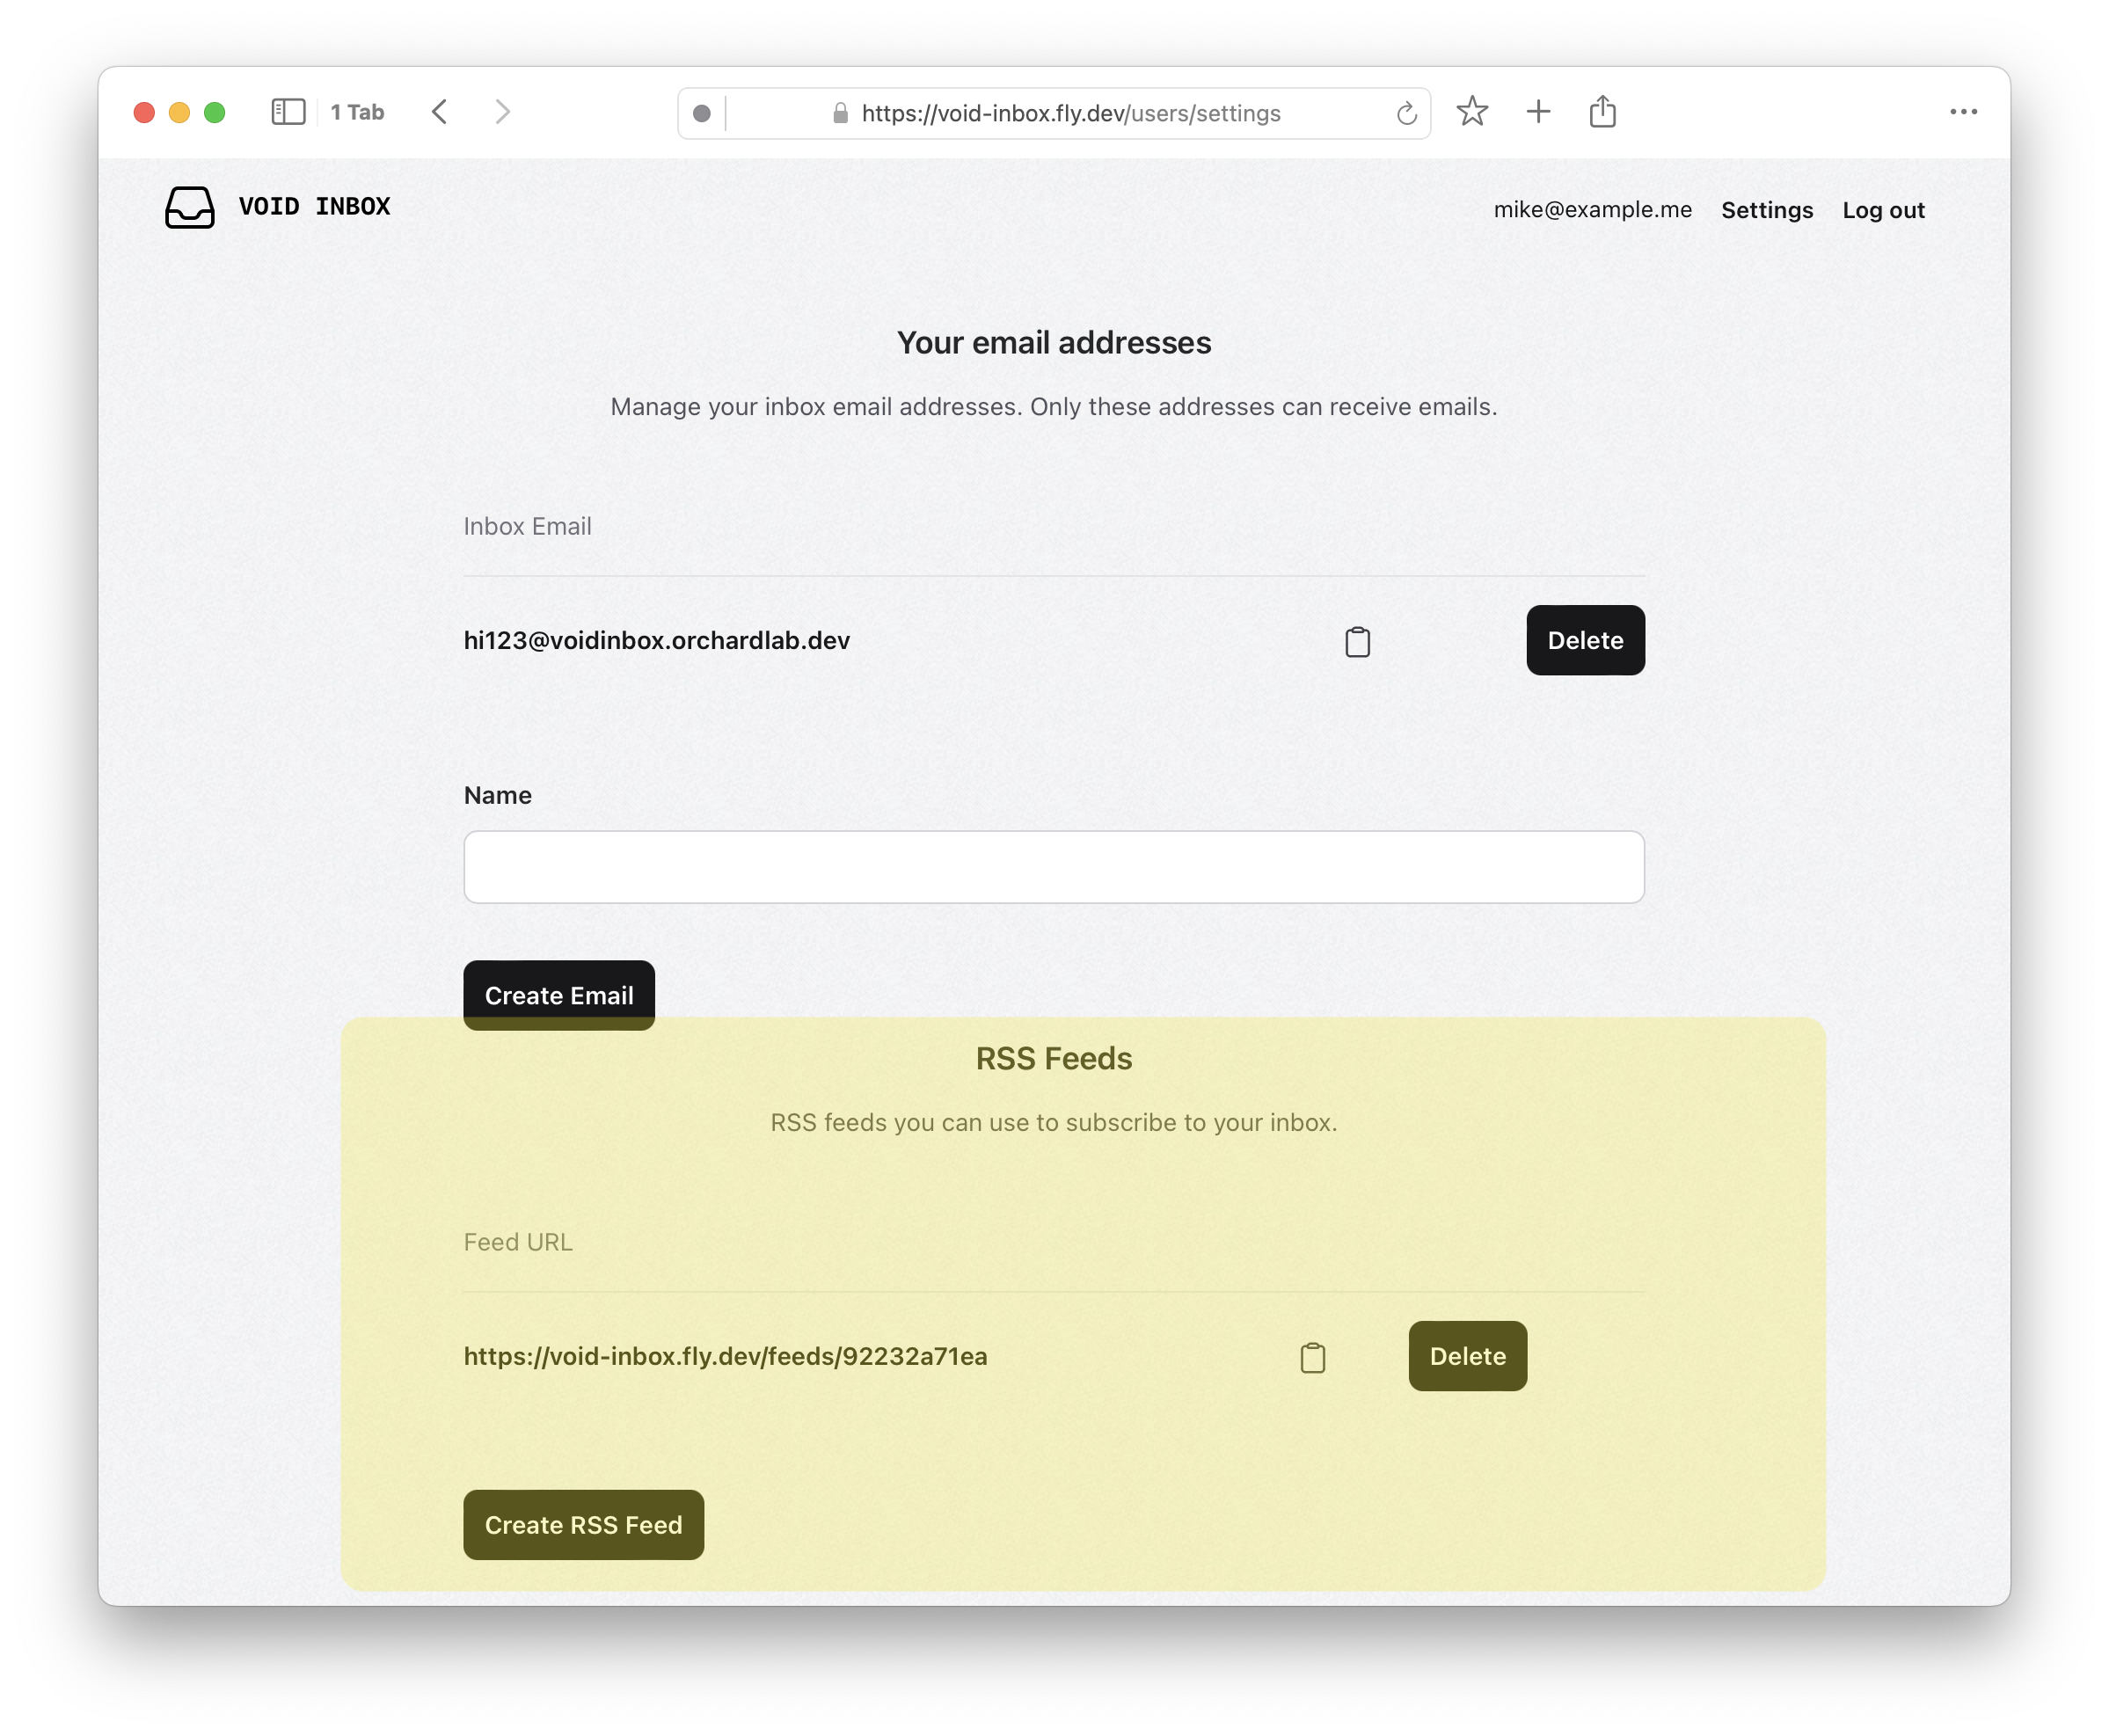 1 Tab
https://void-inbox.fly.dev/users/settings
VOID INBOX
mike@example.me Settings Log out
Your email addresses
Manage your inbox email addresses. Only these addresses can receive emails.
Inbox Email
hi123@voidinbox.orchardlab.dev Delete
Name
Create Email
RSS Feeds
RSS feeds you can use to subscribe to your inbox.
Feed URL
https://void-inbox.fly.dev/feeds/92232a71ea Delete
Create RSS Feed